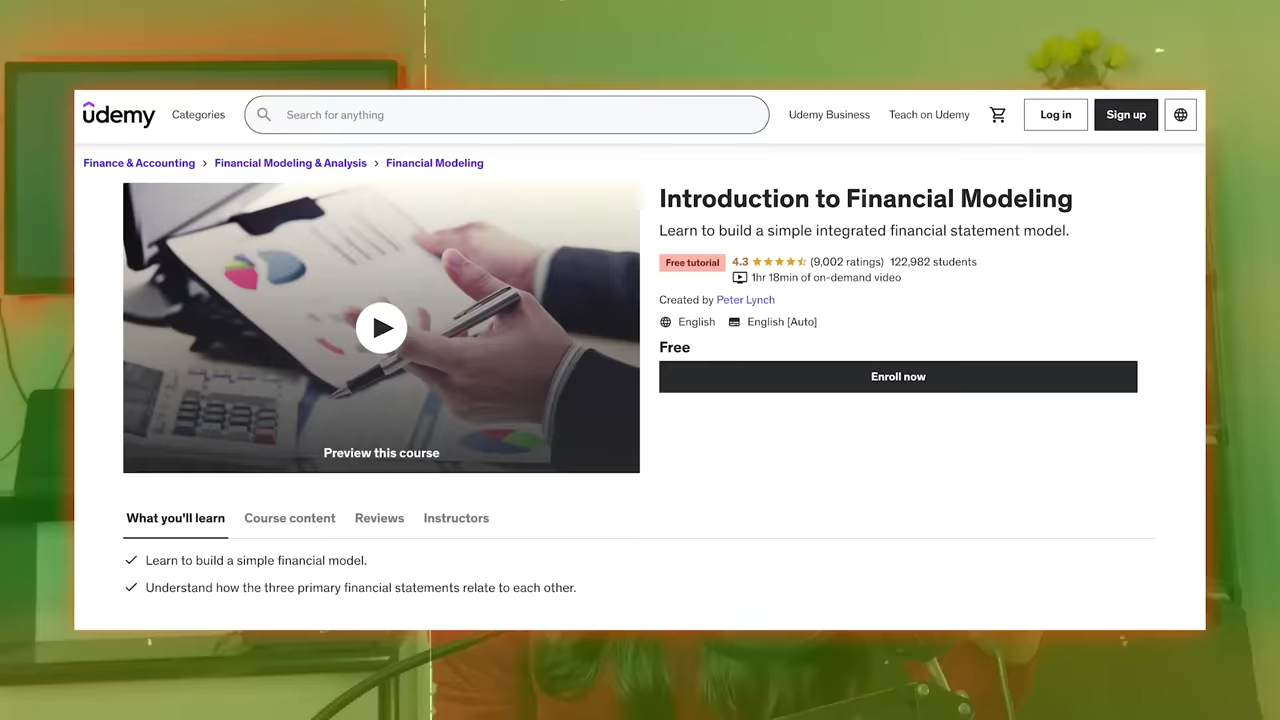 udemy Categories Search for anything Udemy Business Teach on Udemy Log in Sign up
Finance & Accounting > Financial Modeling & Analysis > Financial Modeling
Introduction to Financial Modeling
Learn to build a simple integrated financial statement model.
Free tutorial 4.3 (9,002 ratings) 122,982 students
1hr 18min of on-demand video
Created by Peter Lynch
English English [Auto]
Free
Enroll now
Preview this course
What you'll learn Course content Reviews Instructors
Learn to build a simple financial model.
Understand how the three primary financial statements relate to each other.